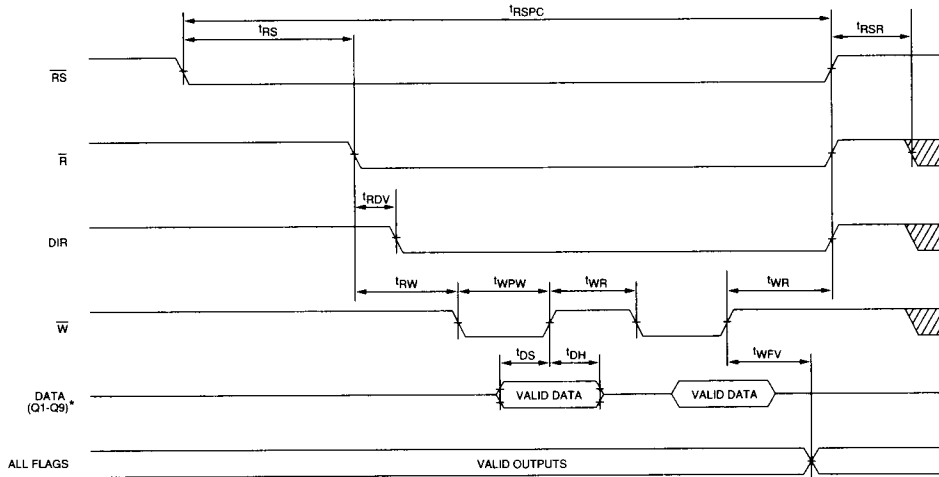 tRSPC
tRS
tRSR
RS
R
tRDV
DIR
tRW tWPW tWR tWR
W
tDS tDH tWFV
DATA
(Q1-Q9)* VALID DATA VALID DATA
ALL FLAGS VALID OUTPUTS